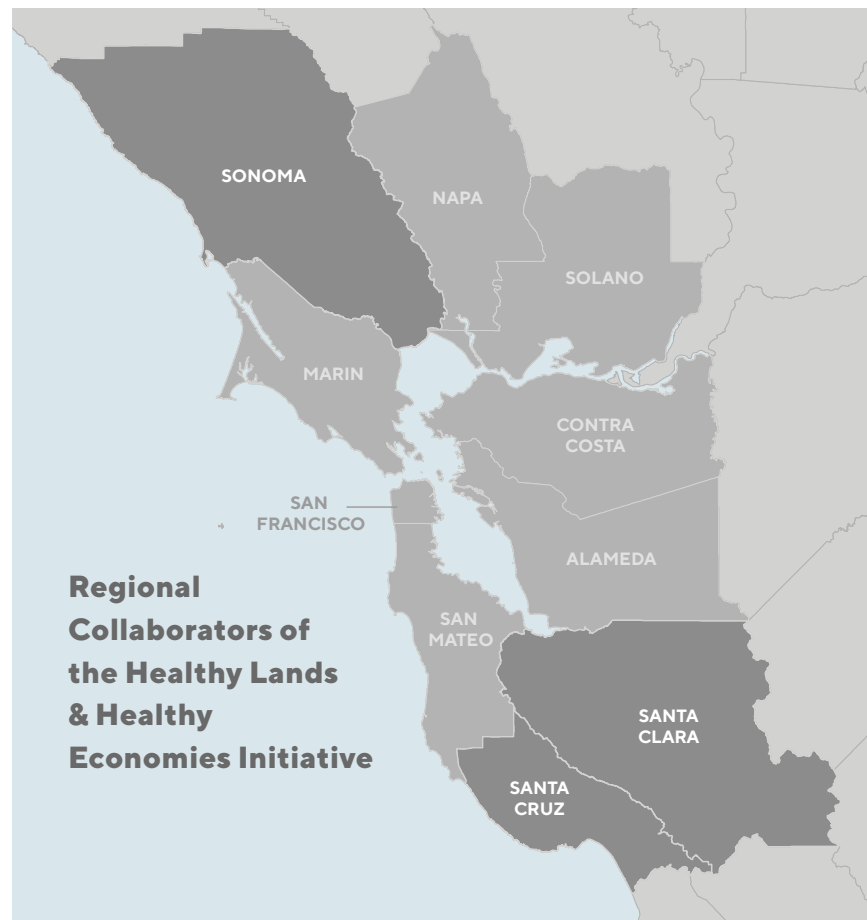 SONOMA
NAPA
SOLANO
MARIN
CONTRA
COSTA
SAN
FRANCISCO
ALAMEDA
SAN
MATEO
Regional
Collaborators of
the Healthy Lands
& Healthy
Economies Initiative
SANTA
CLARA
SANTA
CRUZ